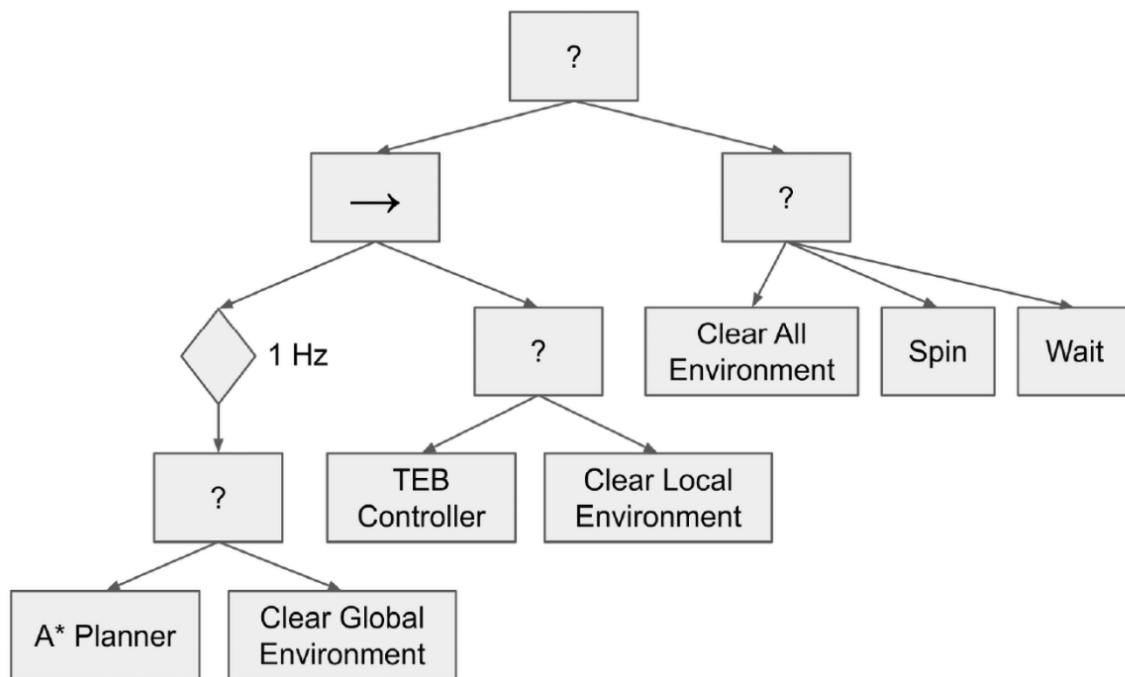 ?
→
?
1 Hz
?
Clear All
Environment
Spin
Wait
?
TEB
Controller
Clear Local
Environment
A* Planner
Clear Global
Environment